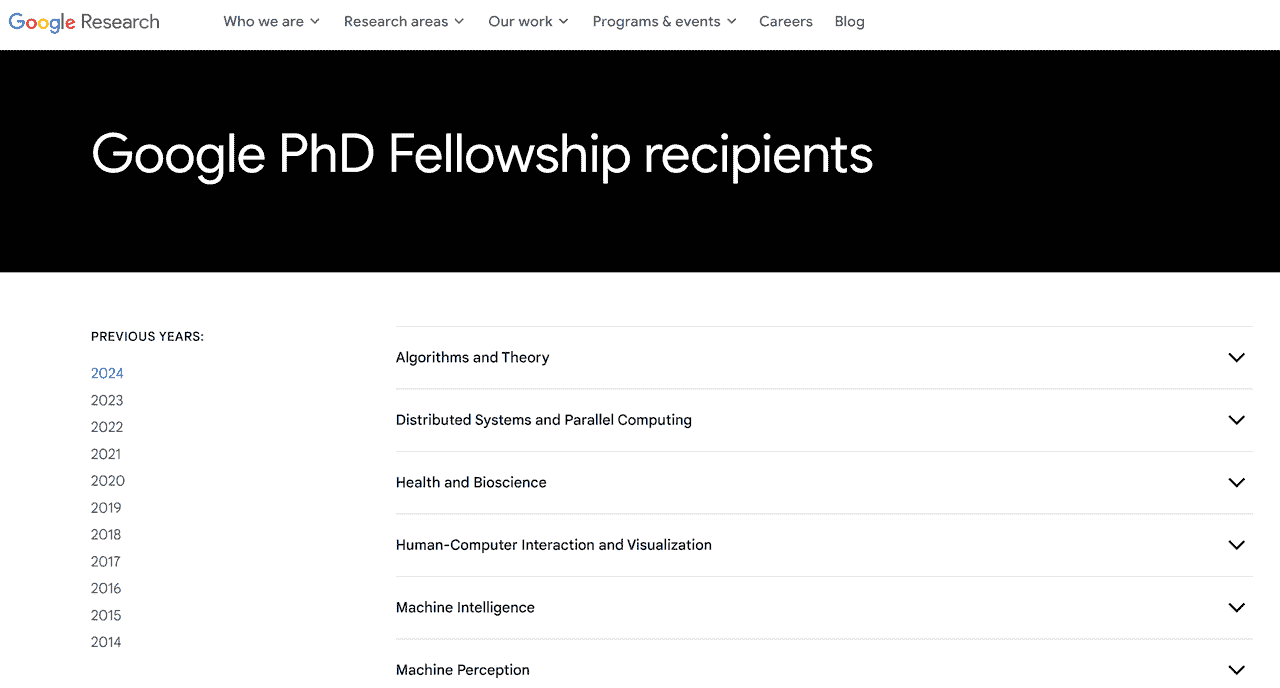 Google Research Who we are Research areas Our work Programs & events Careers Blog
Google PhD Fellowship recipients
PREVIOUS YEARS:
2024
2023
2022
2021
2020
2019
2018
2017
2016
2015
2014
Algorithms and Theory
Distributed Systems and Parallel Computing
Health and Bioscience
Human-Computer Interaction and Visualization
Machine Intelligence
Machine Perception